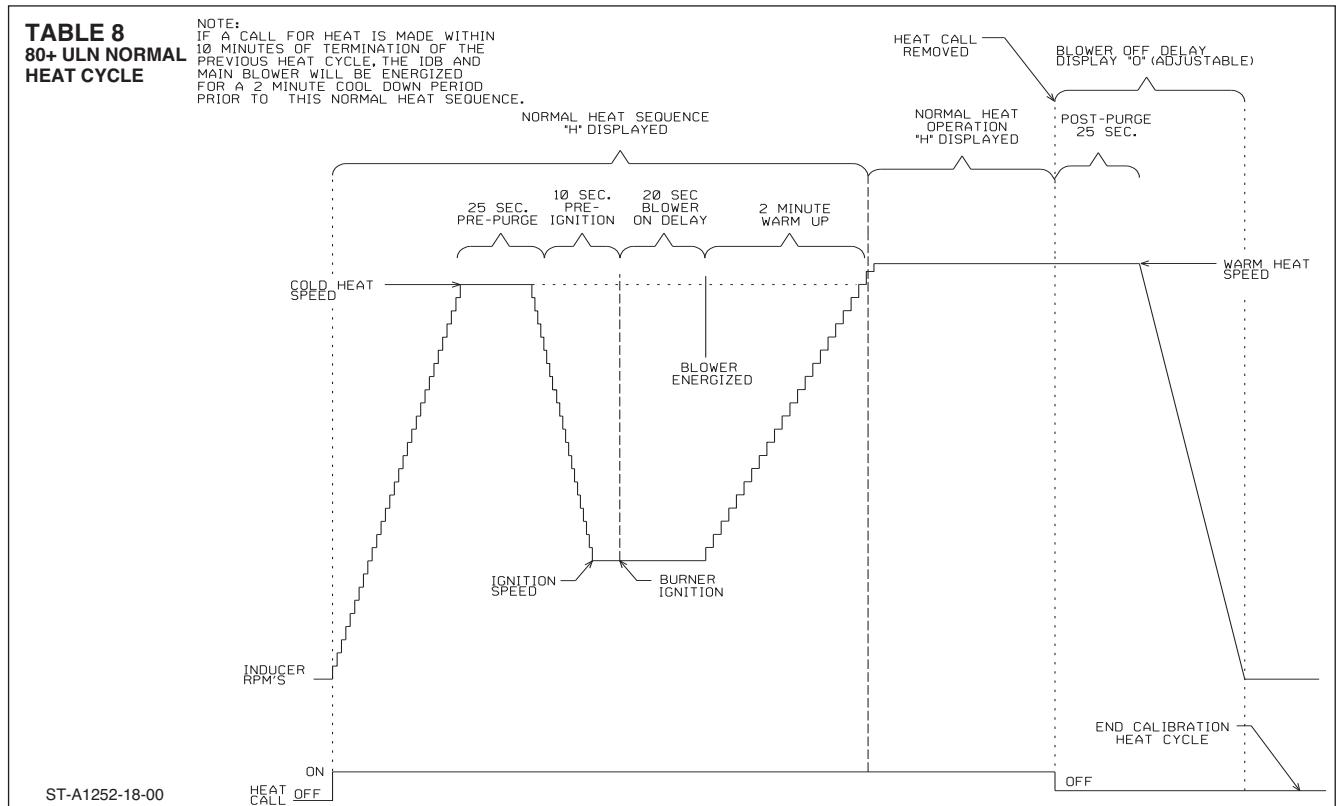 TABLE 8
80+ ULN NORMAL
HEAT CYCLE
NOTE:
IF A CALL FOR HEAT IS MADE WITHIN
10 MINUTES OF TERMINATION OF THE
PREVIOUS HEAT CYCLE, THE IDB AND
MAIN BLOWER WILL BE ENERGIZED
FOR A 2 MINUTE COOL DOWN PERIOD
PRIOR TO THIS NORMAL HEAT SEQUENCE.
HEAT CALL
REMOVED
BLOWER OFF DELAY
DISPLAY "0" (ADJUSTABLE)
NORMAL HEAT SEQUENCE
"H" DISPLAYED
NORMAL HEAT
OPERATION
"H" DISPLAYED
POST-PURGE
25 SEC.
25 SEC.
PRE-PURGE
10 SEC.
PRE-
IGNITION
20 SEC
BLOWER
ON DELAY
2 MINUTE
WARM UP
COLD HEAT
SPEED
WARM HEAT
SPEED
BLOWER
ENERGIZED
IGNITION
SPEED
BURNER
IGNITION
INDUCER
RPM'S
END CALIBRATION
HEAT CYCLE
ON
HEAT
CALL
OFF
OFF
ST-A1252-18-00